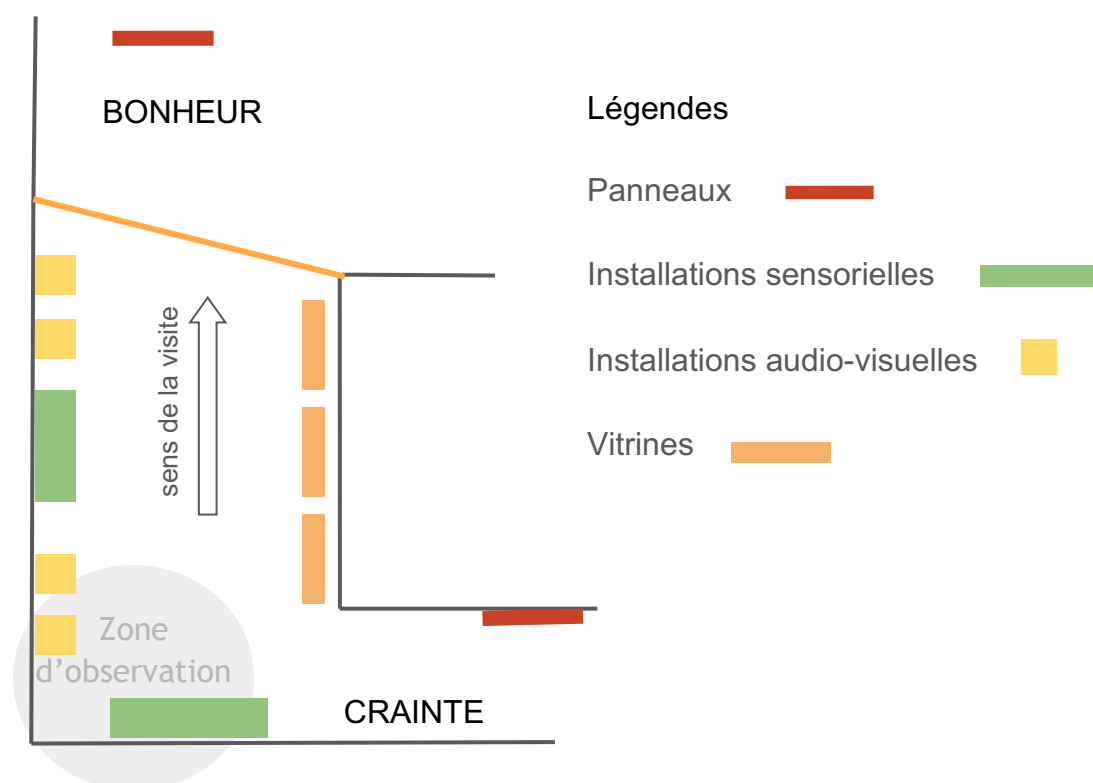 BONHEUR
sens de la visite
Zone
d'observation
CRAINTE
Légendes
Panneaux
Installations sensorielles
Installations audio-visuelles
Vitrines